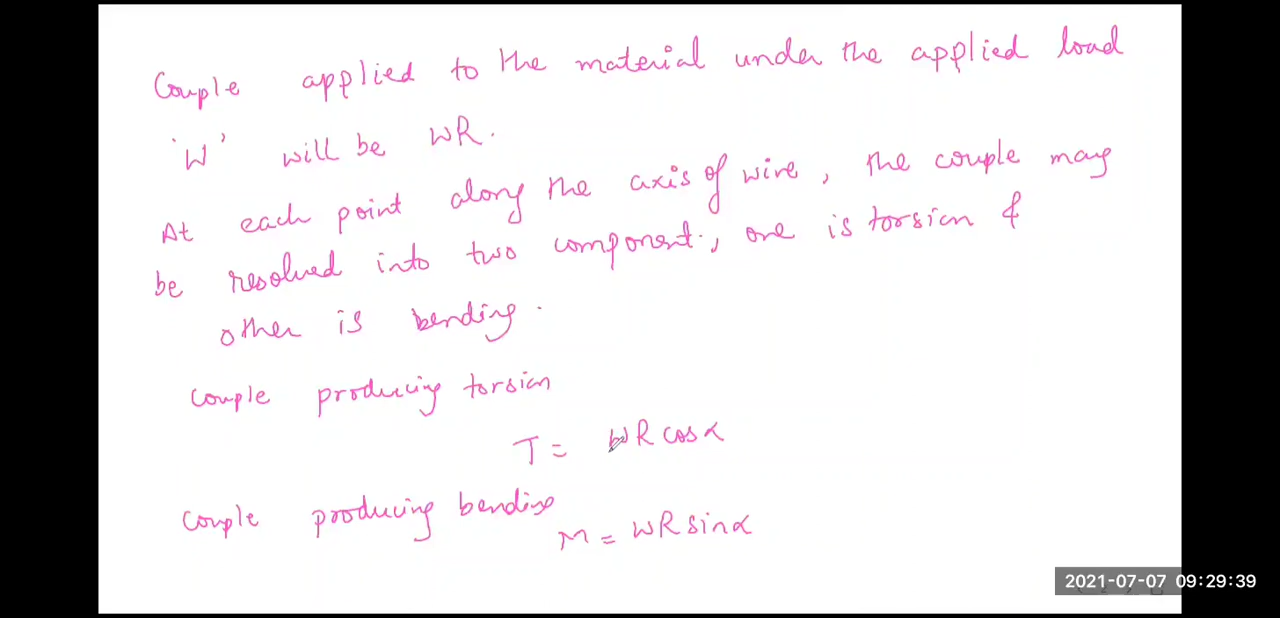 Couple applied to the material under the applied load
'W' will be WR.
At each point along the axis of wire, the couple may
be resolved into two component, one is torsion &
other is bending.
Couple producing torsion
T = WR cos α
Couple producing bending
M = WR sin α
2021-07-07 09:29:39